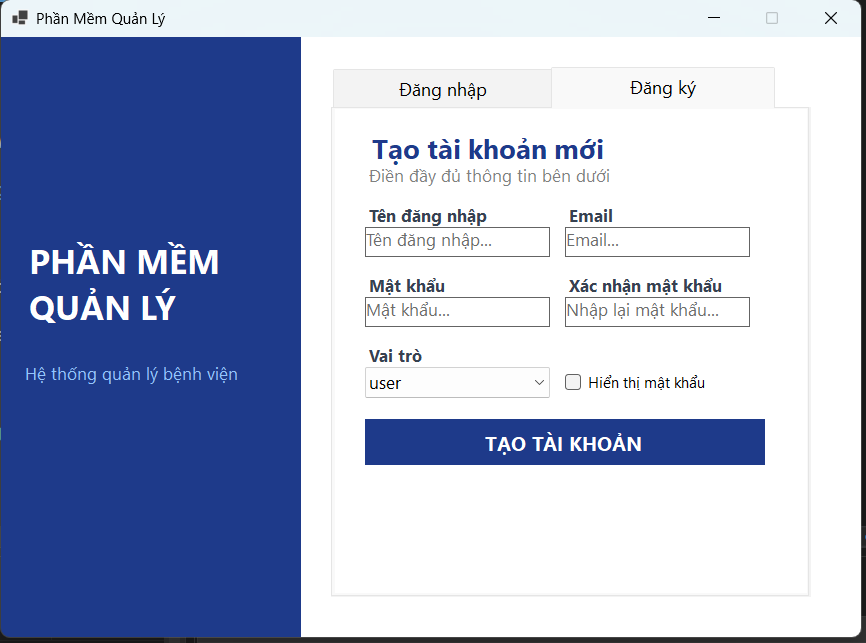 Phần Mềm Quản Lý
PHẦN MỀM
QUẢN LÝ
Hệ thống quản lý bệnh viện
Đăng nhập
Đăng ký
Tạo tài khoản mới
Điền đầy đủ thông tin bên dưới
Tên đăng nhập
Email
Tên đăng nhập...
Email...
Mật khẩu
Xác nhận mật khẩu
Mật khẩu...
Nhập lại mật khẩu...
Vai trò
user
Hiển thị mật khẩu
TẠO TÀI KHOẢN